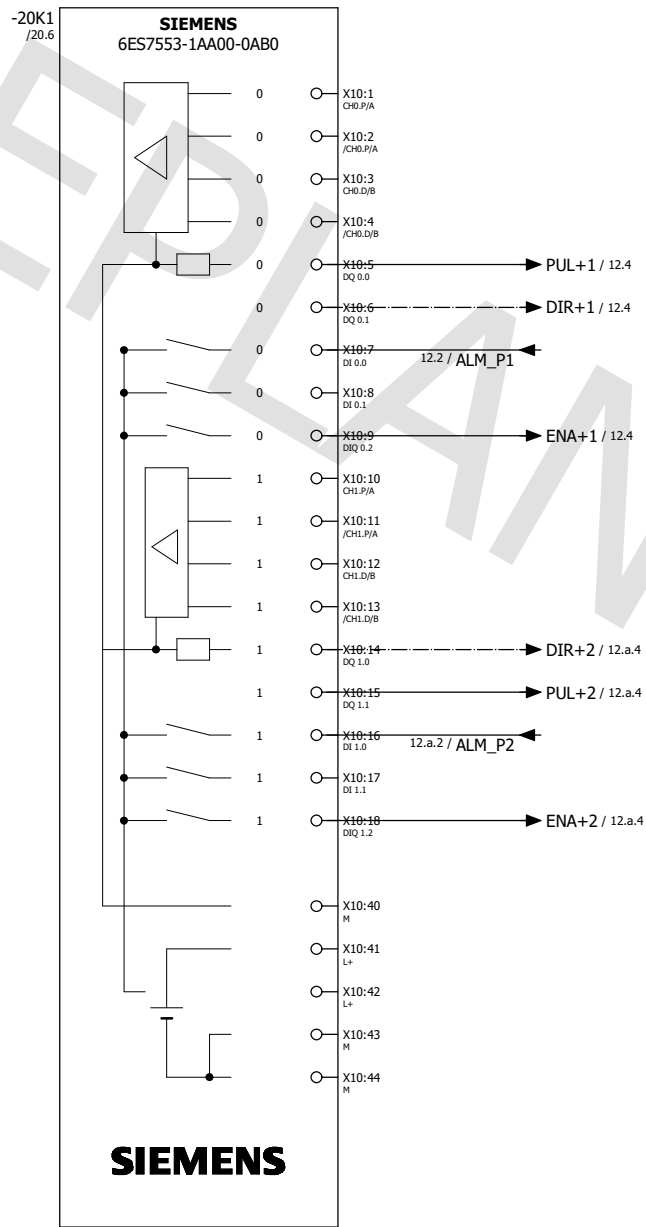 -20K1
/20.6
SIEMENS
6ES7553-1AA00-0AB0
0 X10:1
CH0.P/A
0 X10:2
/CH0.P/A
0 X10:3
CH0.D/B
0 X10:4
/CH0.D/B
0 X10:5 PUL+1 / 12.4
DQ 0.0
0 X10:6 DIR+1 / 12.4
DQ 0.1
0 X10:7 12.2 / ALM_P1
DI 0.0
0 X10:8
DI 0.1
0 X10:9 ENA+1 / 12.4
DIQ 0.2
1 X10:10
CH1.P/A
1 X10:11
/CH1.P/A
1 X10:12
CH1.D/B
1 X10:13
/CH1.D/B
1 X10:14 DIR+2 / 12.a.4
DQ 1.0
1 X10:15 PUL+2 / 12.a.4
DQ 1.1
1 X10:16 12.a.2 / ALM_P2
DI 1.0
1 X10:17
DI 1.1
1 X10:18 ENA+2 / 12.a.4
DIQ 1.2
X10:40
M
X10:41
L+
X10:42
L+
X10:43
M
X10:44
M
SIEMENS
EPLAN